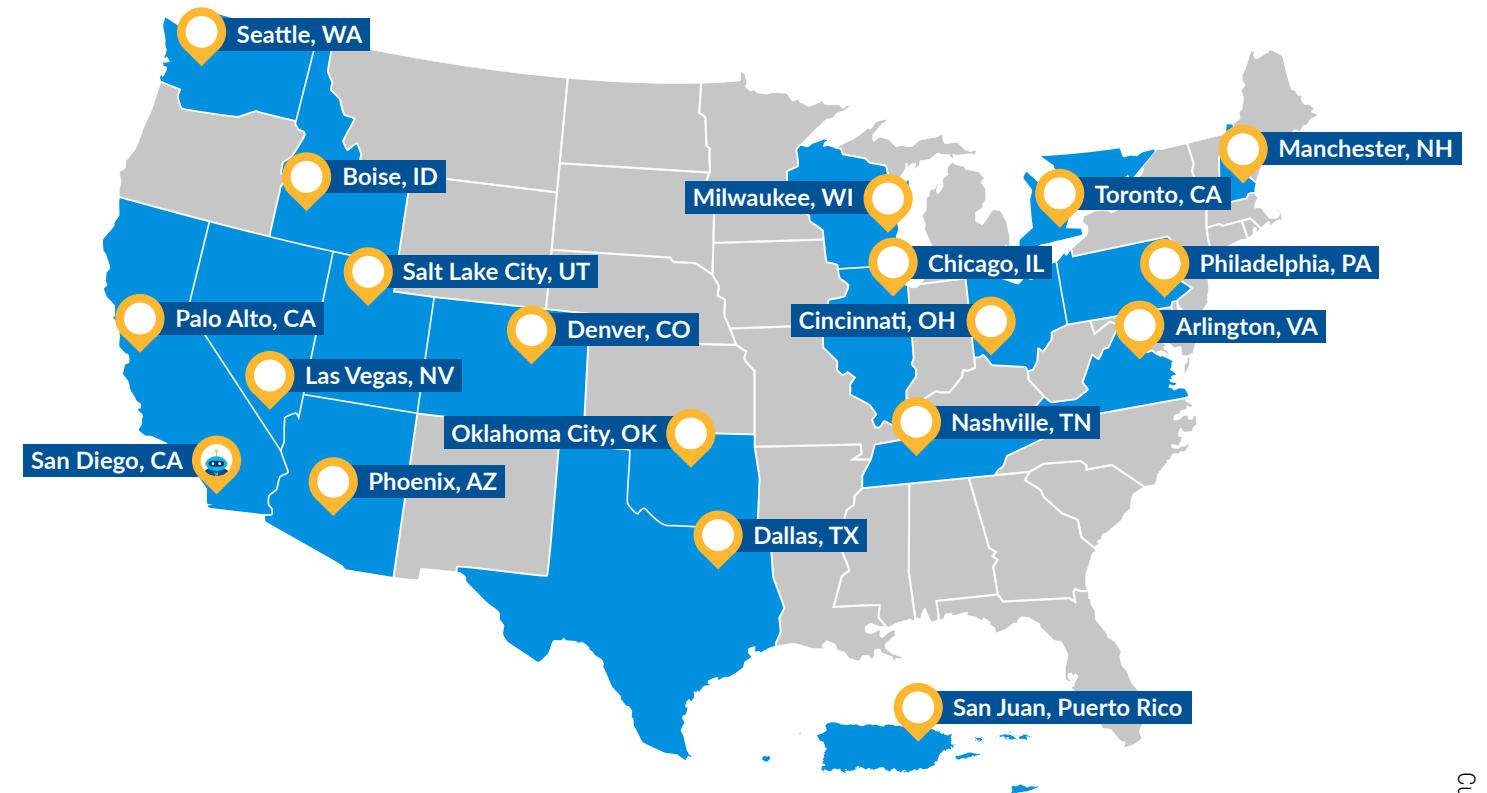 Seattle, WA
Manchester, NH
Boise, ID
Milwaukee, WI
Toronto, CA
Salt Lake City, UT
Chicago, IL
Philadelphia, PA
Palo Alto, CA
Denver, CO
Cincinnati, OH
Arlington, VA
Las Vegas, NV
Oklahoma City, OK
Nashville, TN
San Diego, CA
Phoenix, AZ
Dallas, TX
San Juan, Puerto Rico